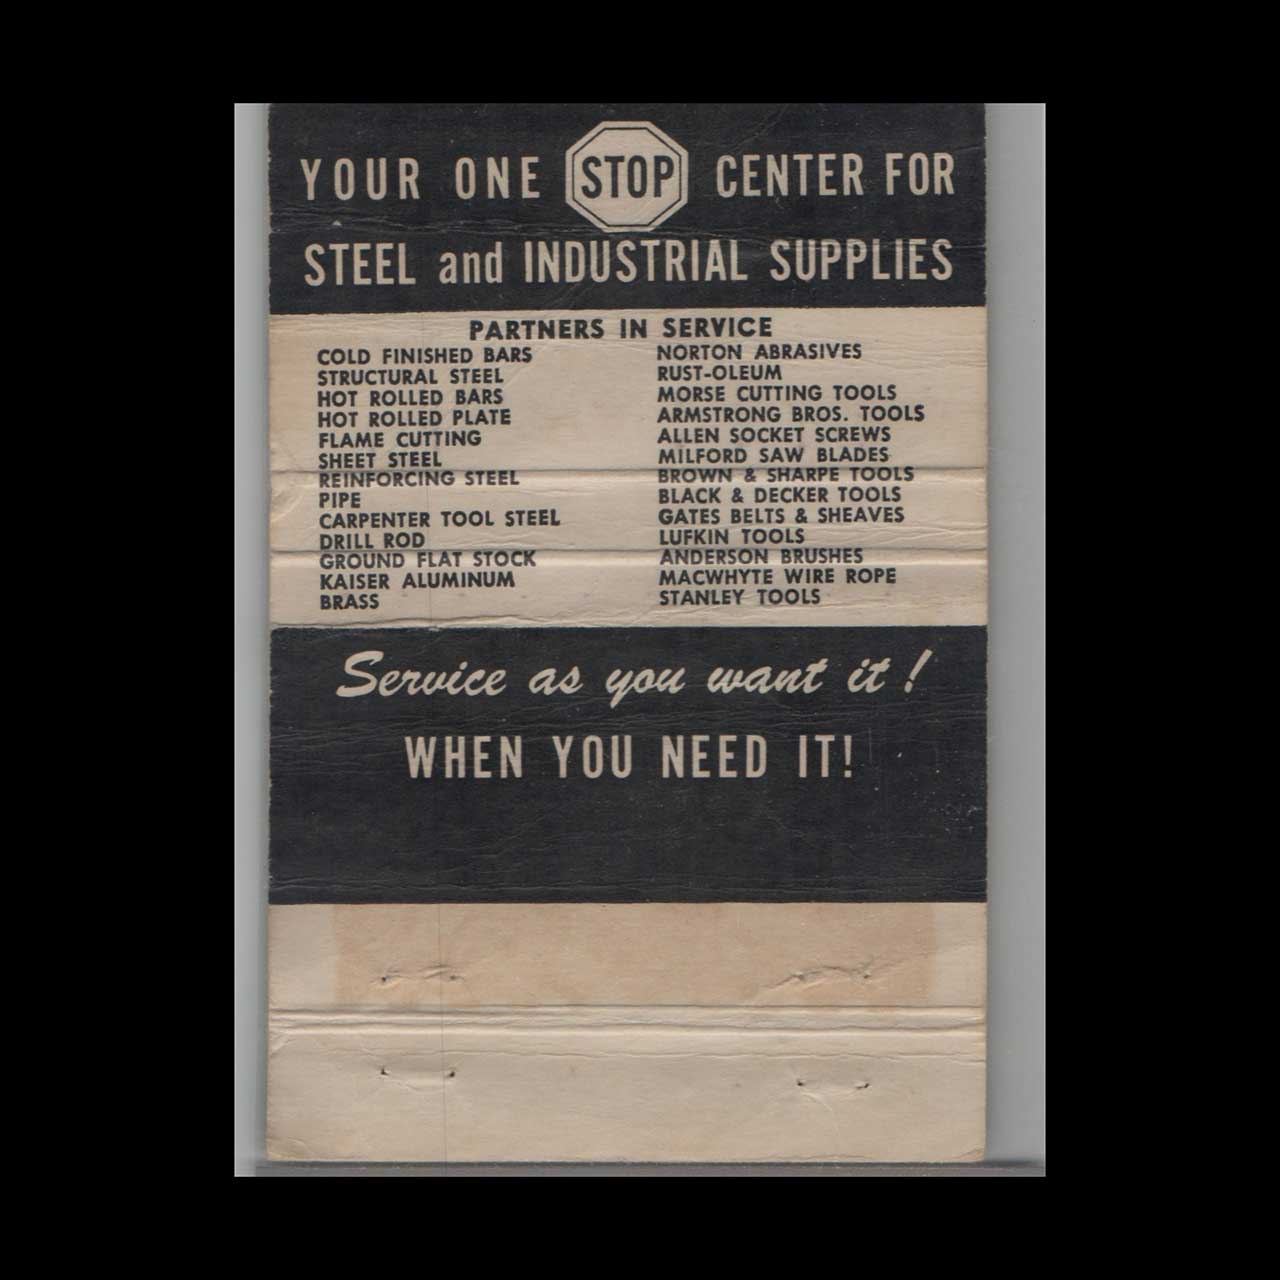 YOUR ONE STOP CENTER FOR
STEEL and INDUSTRIAL SUPPLIES
PARTNERS IN SERVICE
COLD FINISHED BARS
STRUCTURAL STEEL
HOT ROLLED BARS
HOT ROLLED PLATE
FLAME CUTTING
SHEET STEEL
REINFORCING STEEL
PIPE
CARPENTER TOOL STEEL
DRILL ROD
GROUND FLAT STOCK
KAISER ALUMINUM
BRASS
NORTON ABRASIVES
RUST-OLEUM
MORSE CUTTING TOOLS
ARMSTRONG BROS. TOOLS
ALLEN SOCKET SCREWS
MILFORD SAW BLADES
BROWN & SHARPE TOOLS
BLACK & DECKER TOOLS
GATES BELTS & SHEAVES
LUFKIN TOOLS
ANDERSON BRUSHES
MACWHYTE WIRE ROPE
STANLEY TOOLS
Service as you want it!
WHEN YOU NEED IT!